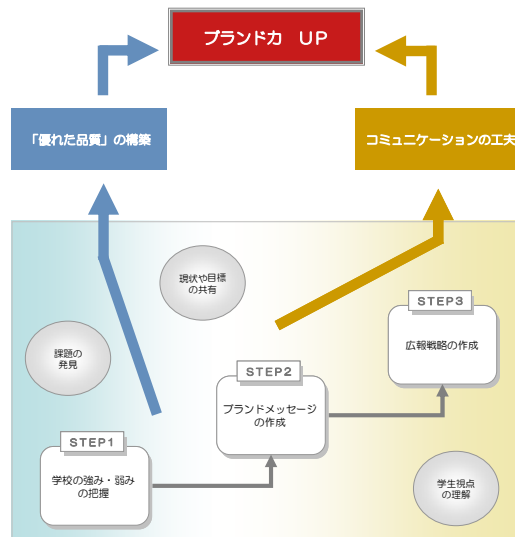 ブランド力　ＵＰ
「優れた品質」の構築
コミュニケーションの工夫
現状や目標
の共有
STEP3
広報戦略の作成
課題の
発見
STEP2
ブランドメッセージ
の作成
STEP1
学校の強み・弱み
の把握
学生視点
の理解